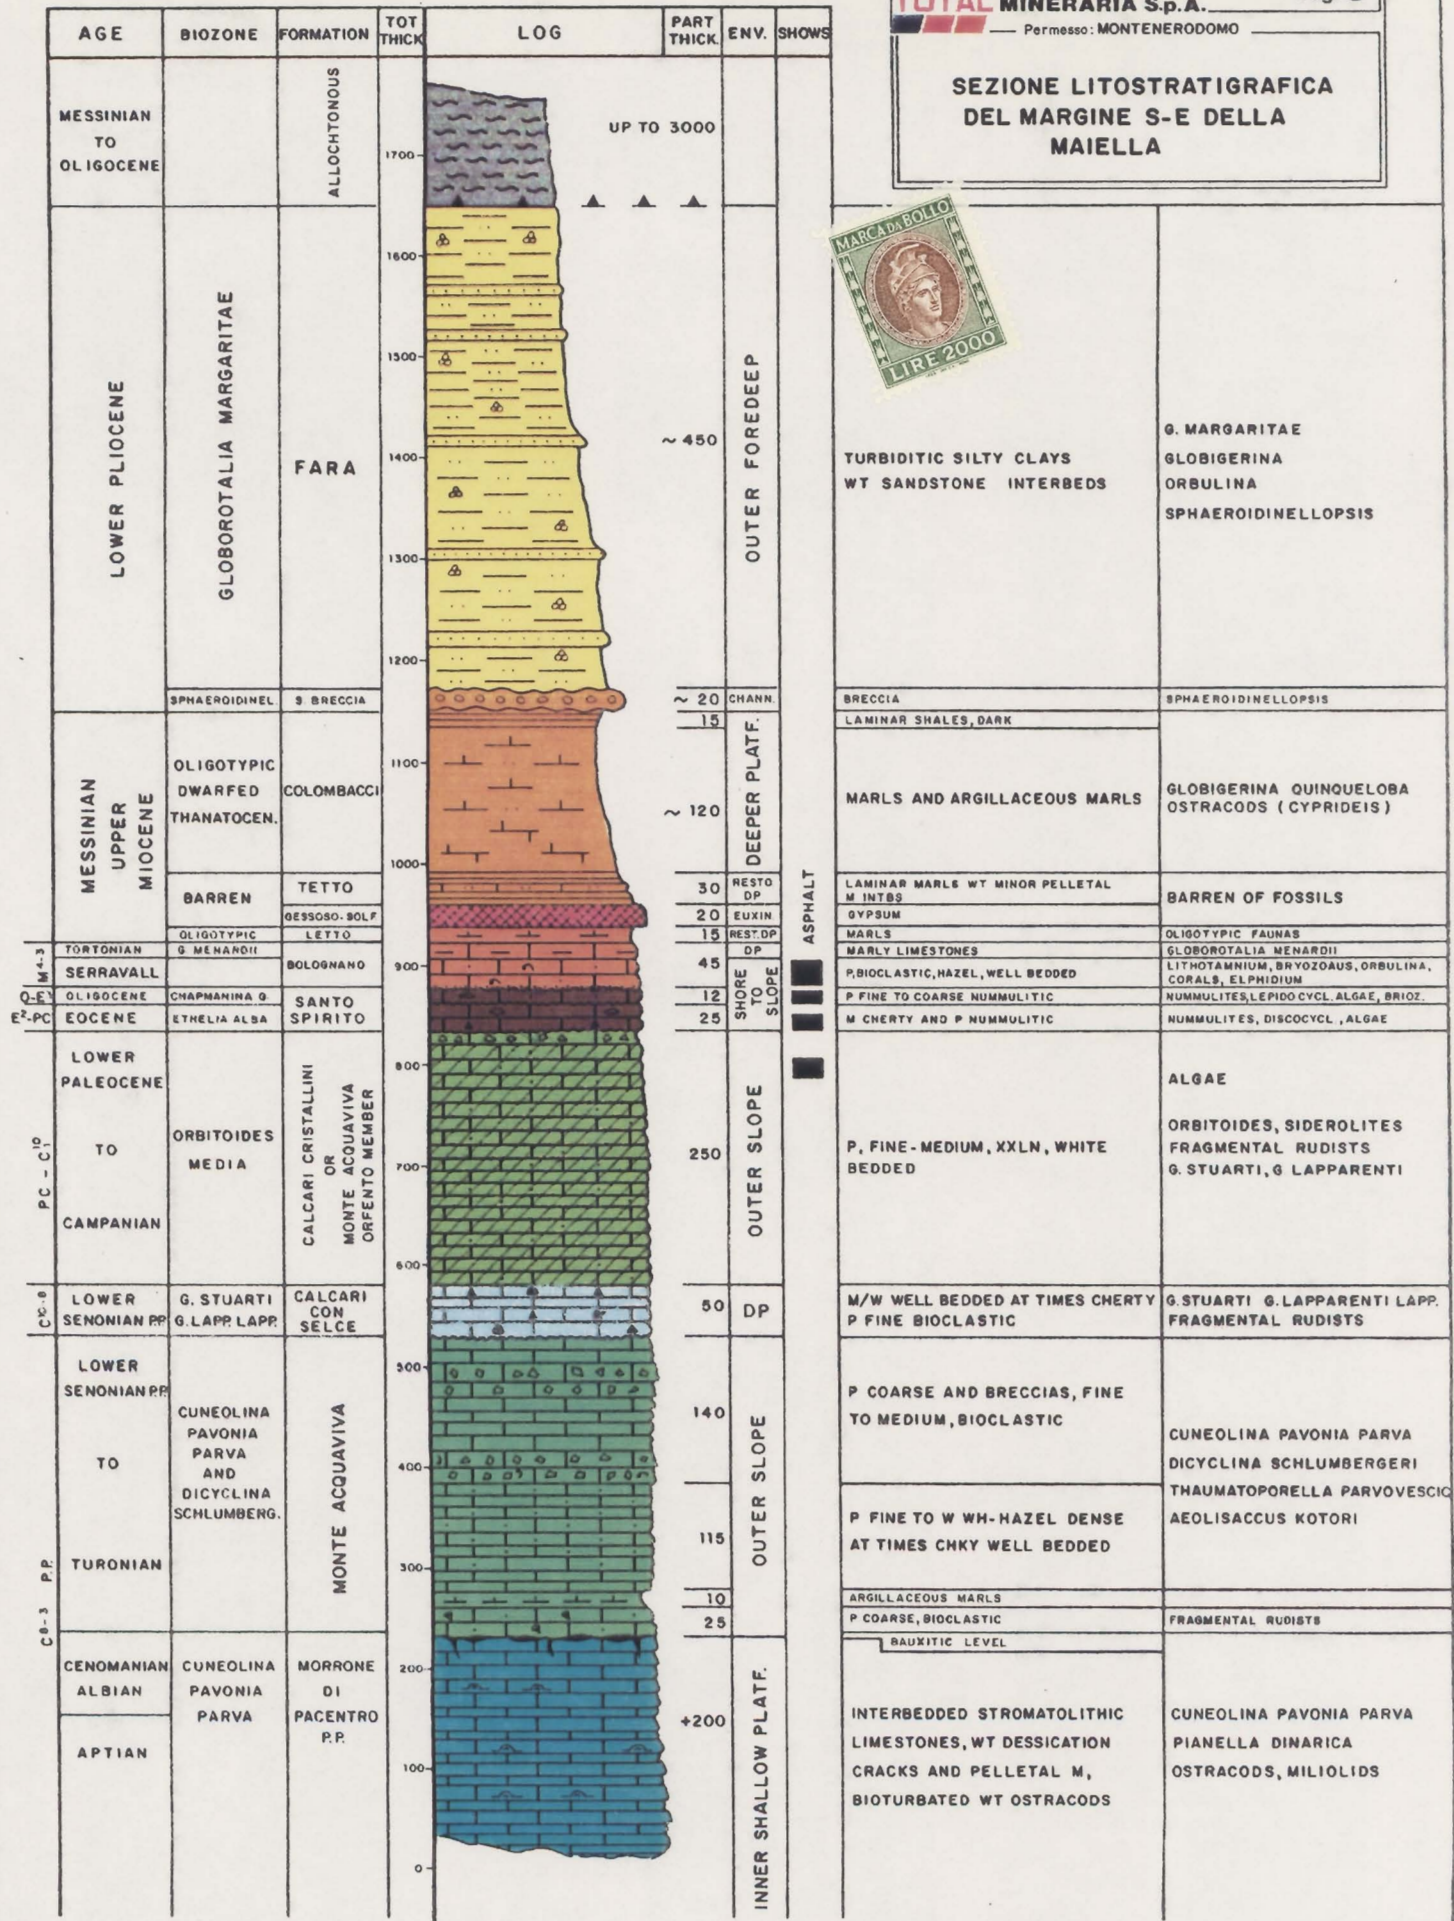 TOTAL MINERARIA S.p.A.
Permesso: MONTENERODOMO
SEZIONE LITOSTRATIGRAFICA
DEL MARGINE S-E DELLA
MAIELLA
MARCA DA BOLLO
LIRE 2000
AGE
BIOZONE
FORMATION
TOT
THICK
LOG
PART
THICK.
ENV.
SHOWS
MESSINIAN
TO
OLIGOCENE
ALLOCHTONOUS
1700
UP TO 3000
LOWER PLIOCENE
GLOBOROTALIA MARGARITAE
FARA
1600
1500
1400
1300
1200
~ 450
OUTER FOREDEEP
TURBIDITIC SILTY CLAYS
WT SANDSTONE INTERBEDS
G. MARGARITAE
GLOBIGERINA
ORBULINA
SPHAEROIDINELLOPSIS
SPHAEROIDINEL.
S. BRECCIA
~ 20
CHANN.
BRECCIA
SPHAEROIDINELLOPSIS
MESSINIAN
UPPER
MIOCENE
OLIGOTYPIC
DWARFED
THANATOCEN.
COLOMBACCI
1100
1000
15
~ 120
DEEPER PLATF.
LAMINAR SHALES, DARK
MARLS AND ARGILLACEOUS MARLS
GLOBIGERINA QUINQUELOBA
OSTRACODS (CYPRIDEIS)
BARREN
TETTO
30
RESTO
DP
LAMINAR MARLS WT MINOR PELLETAL
M INTBS
BARREN OF FOSSILS
GESSOSO-SOLF.
20
EUXIN
GYPSUM
OLIGOTYPIC
LETTO
15
REST.DP
MARLS
OLIGOTYPIC FAUNAS
M4-3
TORTONIAN
G MENARDII
DP
MARLY LIMESTONES
GLOBOROTALIA MENARDII
SERRAVALL
BOLOGNANO
900
45
SHORE
TO
SLOPE
ASPHALT
P,BIOCLASTIC, HAZEL, WELL BEDDED
LITHOTAMNIUM, BRYOZOAUS, ORBULINA,
CORALS, ELPHIDIUM
O-E1
OLIGOCENE
CHAPMANINA G.
SANTO
SPIRITO
12
P FINE TO COARSE NUMMULITIC
NUMMULITES, LEPIDOCYCL. ALGAE, BRIOZ.
E2-PC
EOCENE
ETHELIA ALBA
25
M CHERTY AND P NUMMULITIC
NUMMULITES, DISCOCYCL., ALGAE
PC - C10 1
LOWER
PALEOCENE
TO
CAMPANIAN
ORBITOIDES
MEDIA
CALCARI CRISTALLINI
OR
MONTE ACQUAVIVA
ORFENTO MEMBER
800
700
600
250
OUTER SLOPE
P, FINE-MEDIUM, XXLN, WHITE
BEDDED
ALGAE
ORBITOIDES, SIDEROLITES
FRAGMENTAL RUDISTS
G. STUARTI, G LAPPARENTI
C10-8
LOWER
SENONIAN P.P.
G. STUARTI
G. LAPP. LAPP.
CALCARI
CON
SELCE
50
DP
M/W WELL BEDDED AT TIMES CHERTY
P FINE BIOCLASTIC
G.STUARTI G.LAPPARENTI LAPP.
FRAGMENTAL RUDISTS
C8-3 P.P.
LOWER
SENONIAN P.P.
TO
TURONIAN
CUNEOLINA
PAVONIA
PARVA
AND
DICYCLINA
SCHLUMBERG.
MONTE ACQUAVIVA
500
400
300
140
115
10
25
OUTER SLOPE
P COARSE AND BRECCIAS, FINE
TO MEDIUM, BIOCLASTIC
P FINE TO W WH-HAZEL DENSE
AT TIMES CHKY WELL BEDDED
ARGILLACEOUS MARLS
P COARSE, BIOCLASTIC
CUNEOLINA PAVONIA PARVA
DICYCLINA SCHLUMBERGERI
THAUMATOPORELLA PARVOVESCIC
AEOLISACCUS KOTORI
FRAGMENTAL RUDISTS
BAUXITIC LEVEL
CENOMANIAN
ALBIAN
APTIAN
CUNEOLINA
PAVONIA
PARVA
MORRONE
DI
PACENTRO
P.P.
200
100
0
+200
INNER SHALLOW PLATF.
INTERBEDDED STROMATOLITHIC
LIMESTONES, WT DESSICATION
CRACKS AND PELLETAL M,
BIOTURBATED WT OSTRACODS
CUNEOLINA PAVONIA PARVA
PIANELLA DINARICA
OSTRACODS, MILIOLIDS